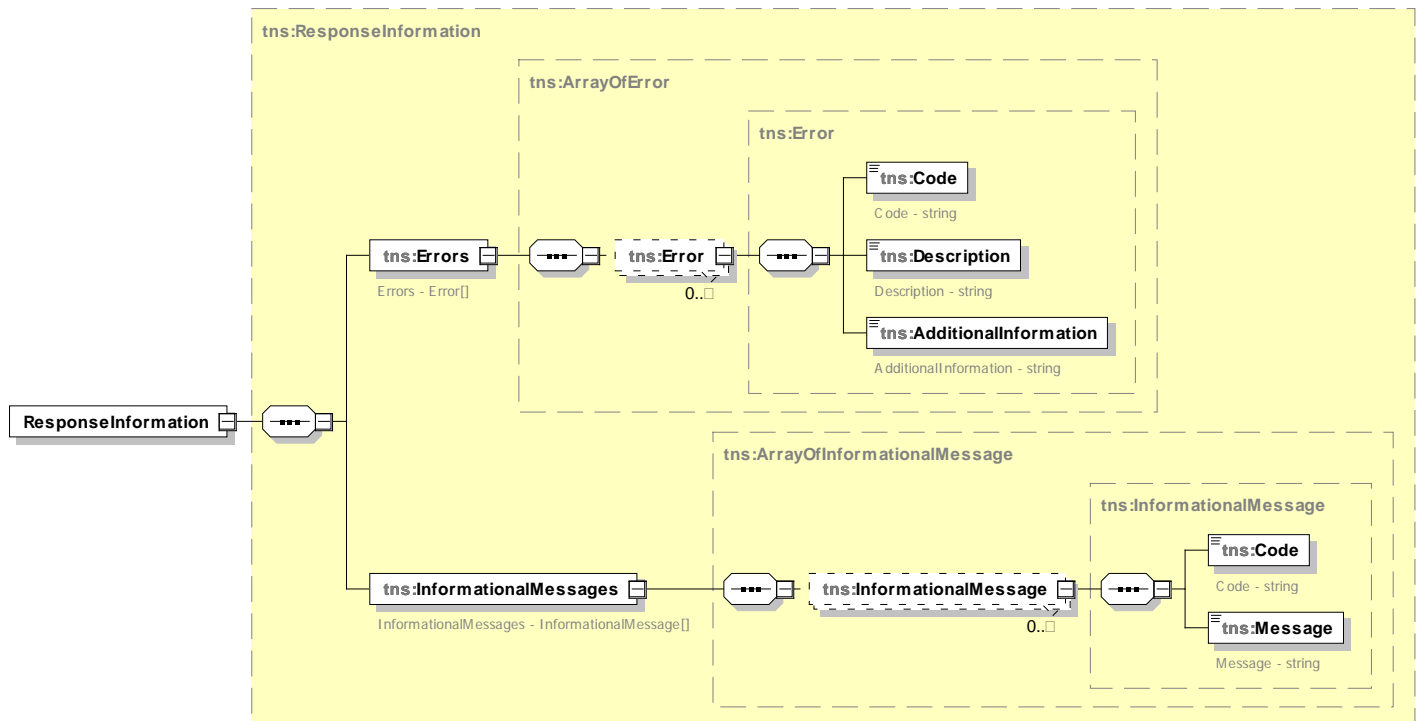 tns:ResponseInformation
tns:ArrayOfError
tns:Error
tns:Code
Code - string
tns:Errors
Errors - Error[]
tns:Error
0..□
tns:Description
Description - string
tns:AdditionalInformation
AdditionalInformation - string
ResponseInformation
tns:ArrayOfInformationalMessage
tns:InformationalMessage
tns:Code
Code - string
tns:InformationalMessages
InformationalMessages - InformationalMessage[]
tns:InformationalMessage
0..□
tns:Message
Message - string